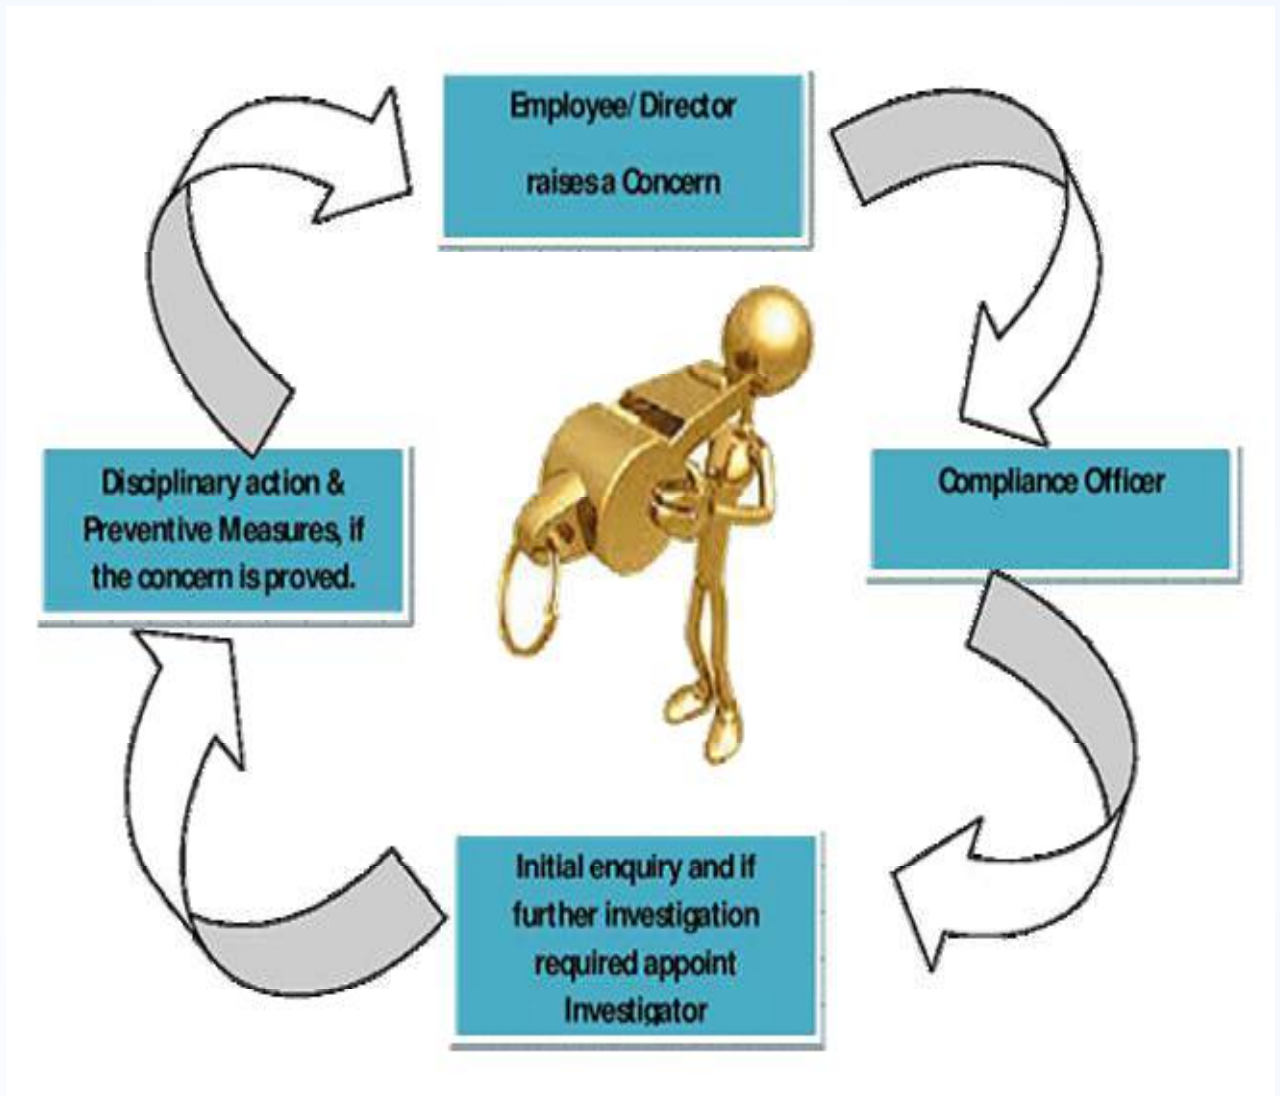 Employee/ Director
raises a Concern
Compliance Officer
Initial enquiry and if
further investigation
required appoint
Investigator
Disciplinary action &
Preventive Measures, if
the concern is proved.